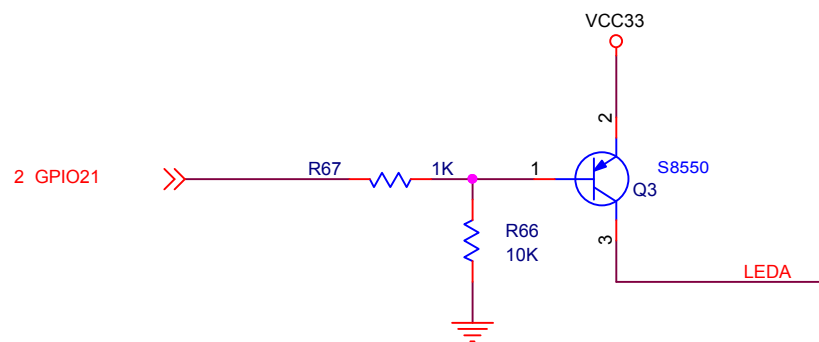 VCC33
2
2 GPIO21
R67
1K
1
S8550
Q3
R66
10K
3
LEDA